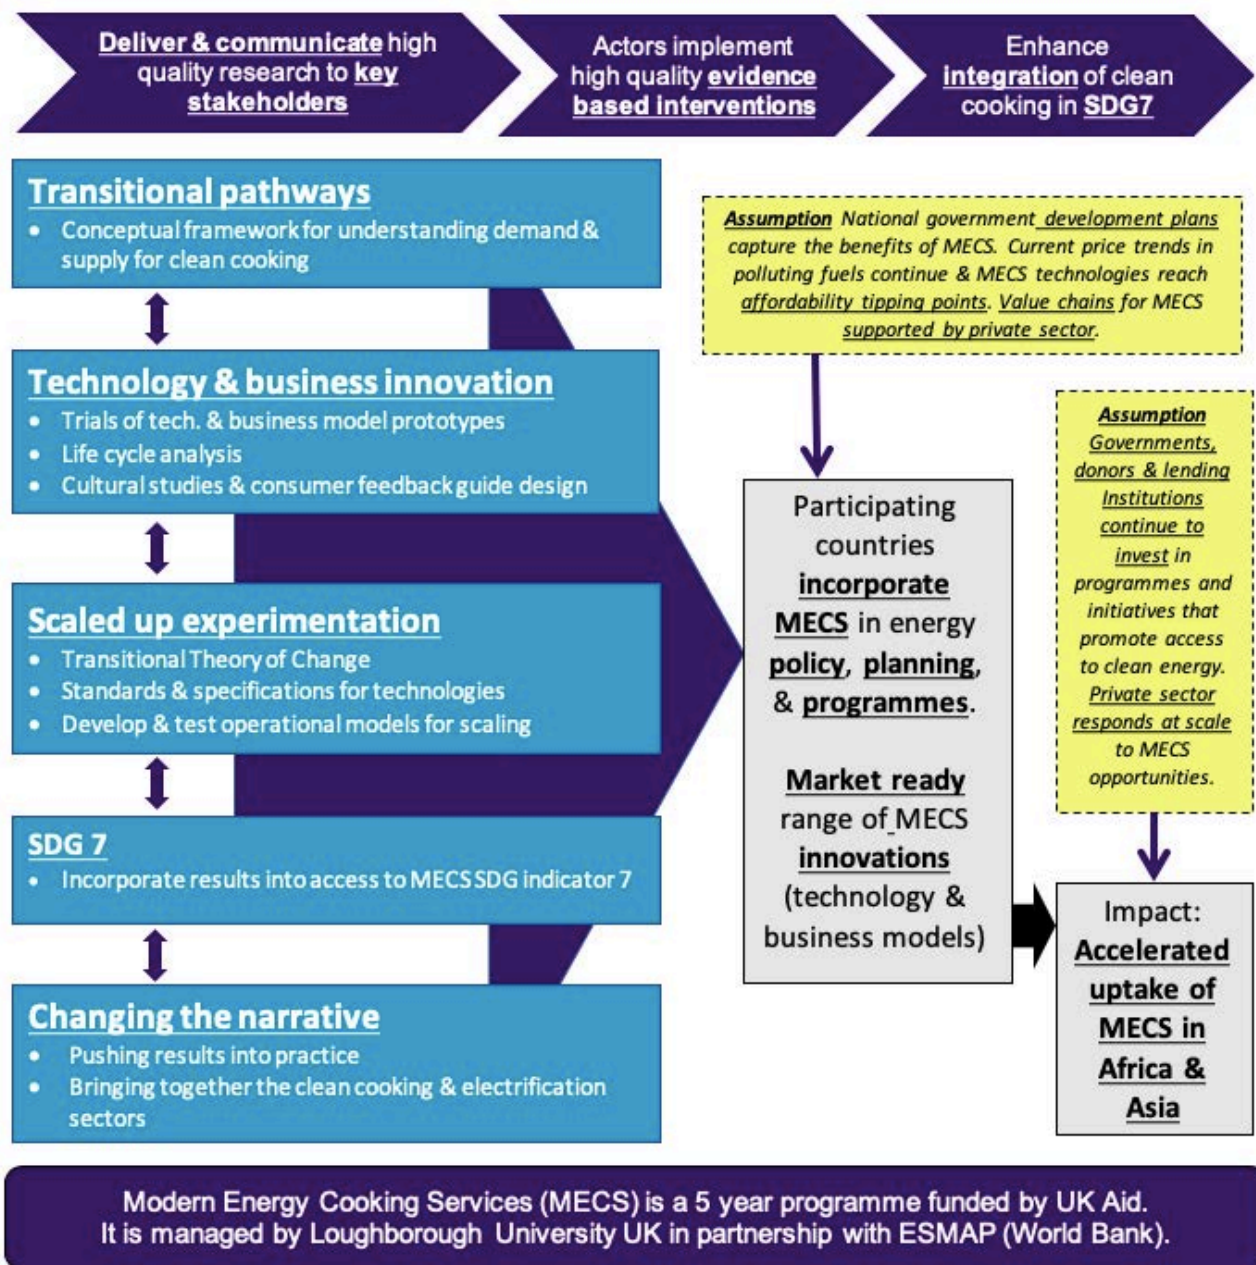 Deliver & communicate high
quality research to key
stakeholders
Actors implement
high quality evidence
based interventions
Enhance
integration of clean
cooking in SDG7
Transitional pathways
• Conceptual framework for understanding demand &
supply for clean cooking
Technology & business innovation
• Trials of tech. & business model prototypes
• Life cycle analysis
• Cultural studies & consumer feedback guide design
Scaled up experimentation
• Transitional Theory of Change
• Standards & specifications for technologies
• Develop & test operational models for scaling
SDG 7
• Incorporate results into access to MECS SDG indicator 7
Changing the narrative
• Pushing results into practice
• Bringing together the clean cooking & electrification
sectors
Assumption National government development plans
capture the benefits of MECS. Current price trends in
polluting fuels continue & MECS technologies reach
affordability tipping points. Value chains for MECS
supported by private sector.
Participating
countries
incorporate
MECS in energy
policy, planning,
& programmes.
Market ready
range of MECS
innovations
(technology &
business models)
Assumption
Governments,
donors & lending
Institutions
continue to
invest in
programmes and
initiatives that
promote access
to clean energy.
Private sector
responds at scale
to MECS
opportunities.
Impact:
Accelerated
uptake of
MECS in
Africa &
Asia
Modern Energy Cooking Services (MECS) is a 5 year programme funded by UK Aid.
It is managed by Loughborough University UK in partnership with ESMAP (World Bank).